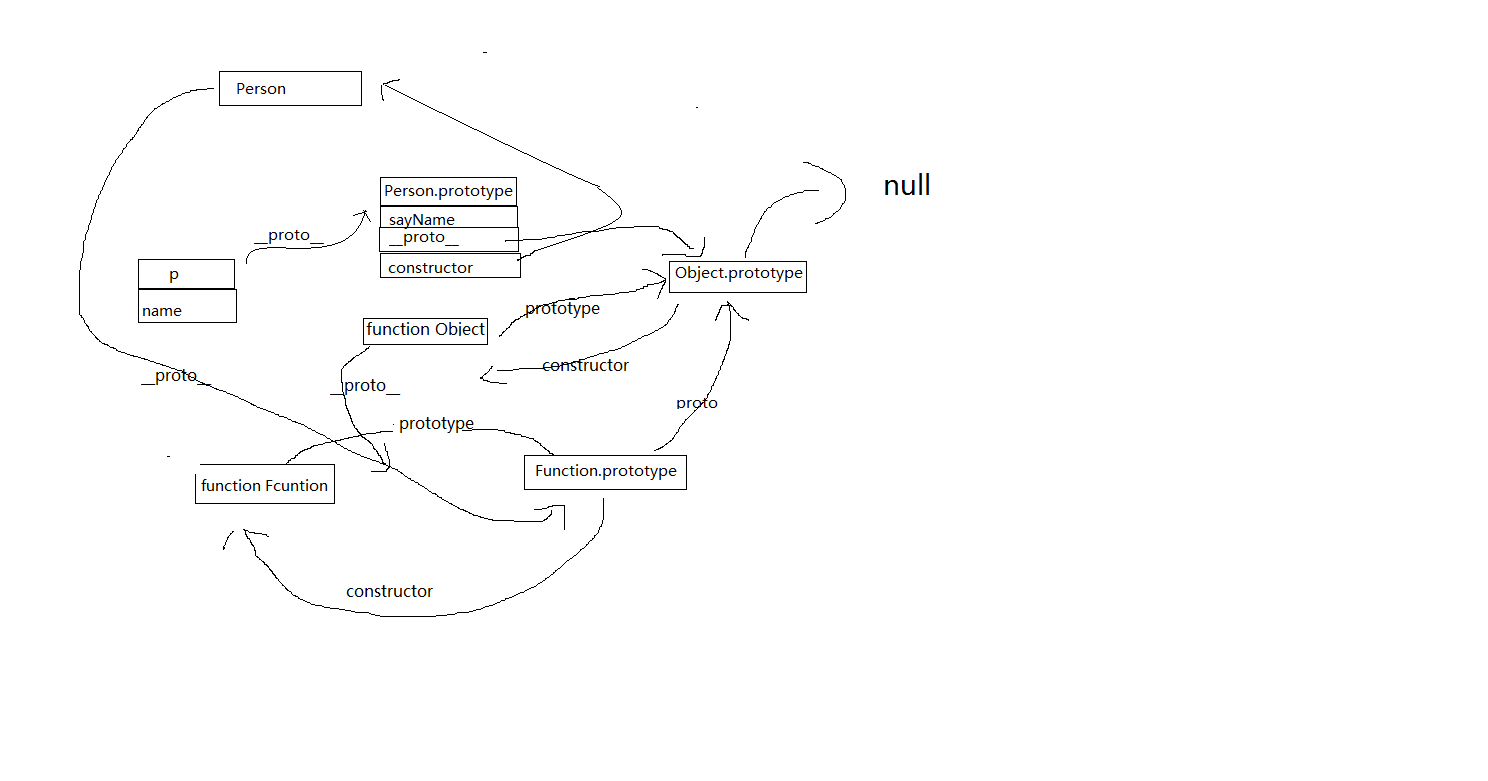 Person
null
Person.prototype
sayName
__proto__
__proto__
constructor
p
name
Object.prototype
prototype
function Object
constructor
__proto__
__proto__
proto
prototype
function Fcuntion
Function.prototype
constructor